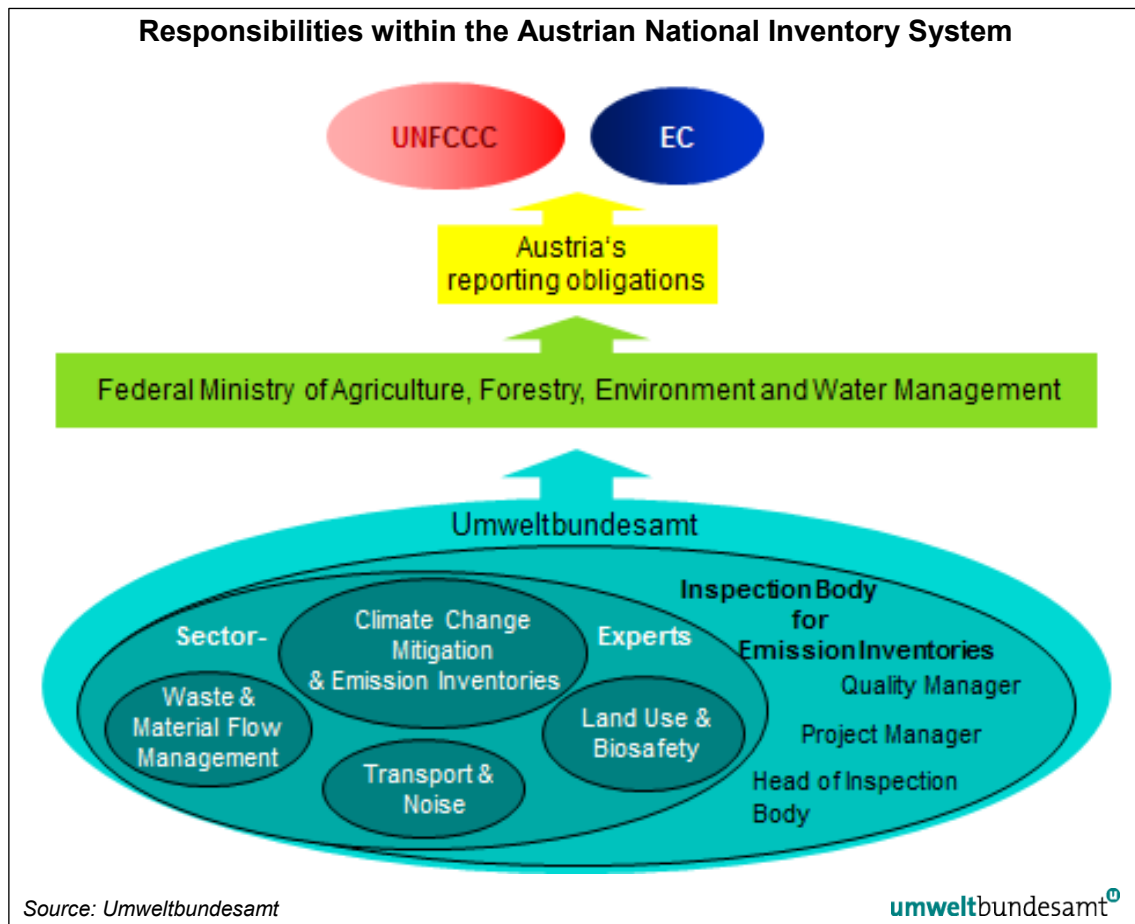 Responsibilities within the Austrian National Inventory System
UNFCCC
EC
Austria‘s
reporting obligations
Federal Ministry of Agriculture, Forestry, Environment and Water Management
Umweltbundesamt
Inspection Body
for
Emission Inventories
Quality Manager
Project Manager
Head of Inspection
Body
Sector-
Experts
Climate Change
Mitigation
& Emission Inventories
Waste &
Material Flow
Management
Land Use &
Biosafety
Transport &
Noise
Source: Umweltbundesamt
umweltbundesamt
u